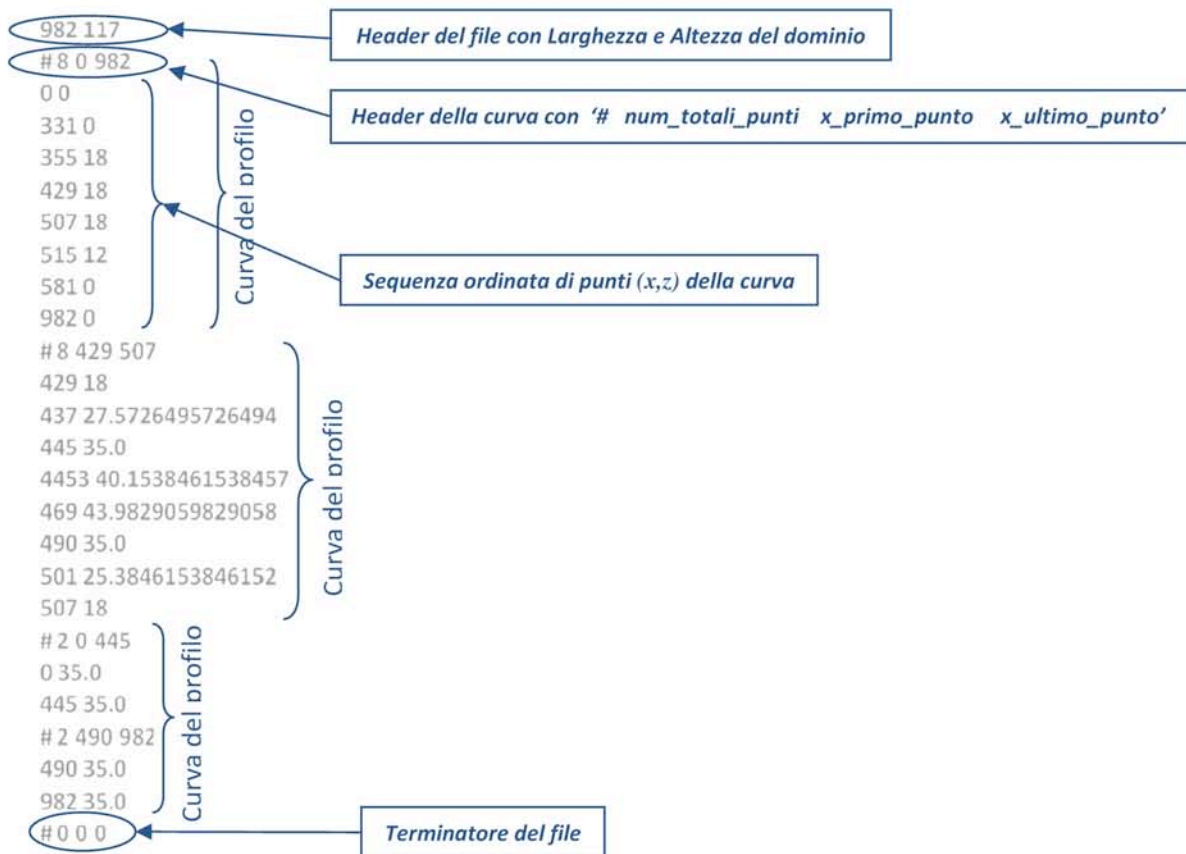 982 117
Header del file con Larghezza e Altezza del dominio
# 8 0 982
Header della curva con ‘# num_totali_punti x_primo_punto x_ultimo_punto’
0 0
331 0
355 18
429 18
507 18
515 12
581 0
982 0
Curva del profilo
Sequenza ordinata di punti (x,z) della curva
# 8 429 507
429 18
437 27.5726495726494
445 35.0
4453 40.1538461538457
469 43.9829059829058
490 35.0
501 25.3846153846152
507 18
Curva del profilo
# 2 0 445
0 35.0
445 35.0
# 2 490 982
490 35.0
982 35.0
Curva del profilo
# 0 0 0
Terminatore del file